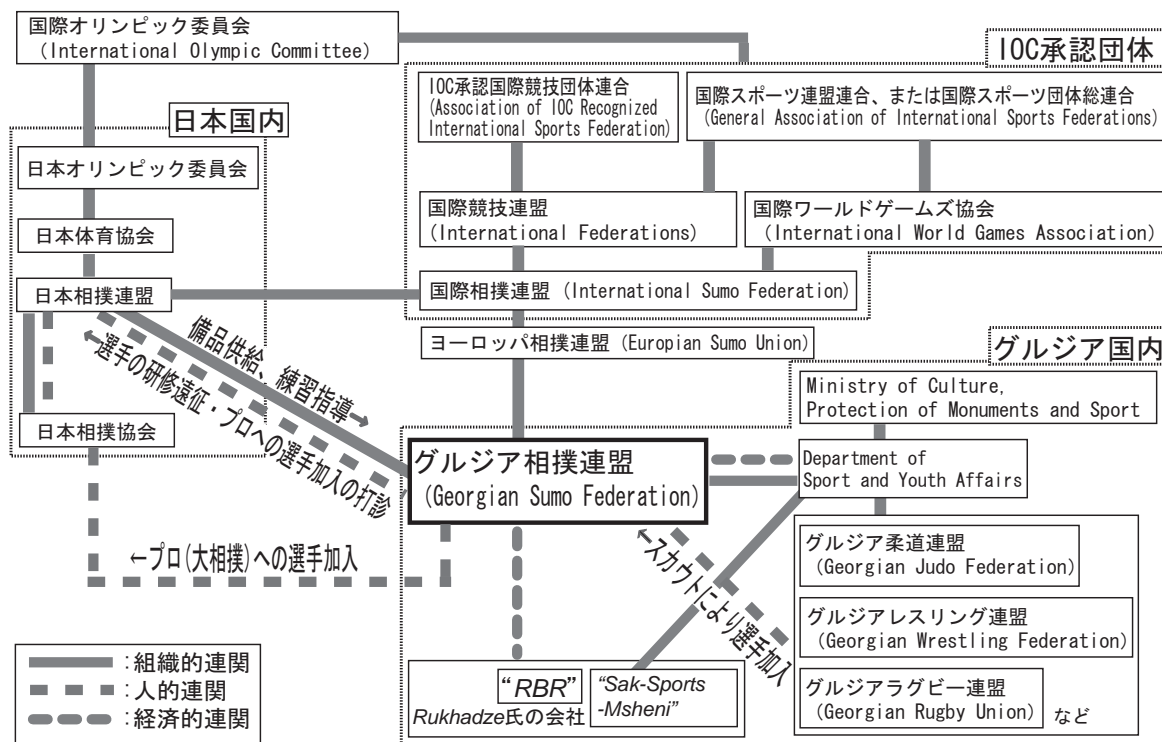 国際オリンピック委員会
(International Olympic Committee)
IOC承認団体
IOC承認国際競技団体連合
(Association of IOC Recognized
International Sports Federation)
国際スポーツ連盟連合、または国際スポーツ団体総連合
(General Association of International Sports Federations)
日本国内
日本オリンピック委員会
日本体育協会
日本相撲連盟
日本相撲協会
国際競技連盟
(International Federations)
国際ワールドゲームズ協会
(International World Games Association)
国際相撲連盟 (International Sumo Federation)
ヨーロッパ相撲連盟 (Europian Sumo Union)
備品供給、練習指導→
←選手の研修遠征・プロへの選手加入の打診
グルジア国内
Ministry of Culture,
Protection of Monuments and Sport
グルジア相撲連盟
(Georgian Sumo Federation)
Department of
Sport and Youth Affairs
←プロ(大相撲)への選手加入
←スカウトにより選手加入
グルジア柔道連盟
(Georgian Judo Federation)
グルジアレスリング連盟
(Georgian Wrestling Federation)
グルジアラグビー連盟
(Georgian Rugby Union) など
“RBR”
Rukhadze氏の会社
“Sak-Sports
-Msheni”
:組織的連関
:人的連関
:経済的連関